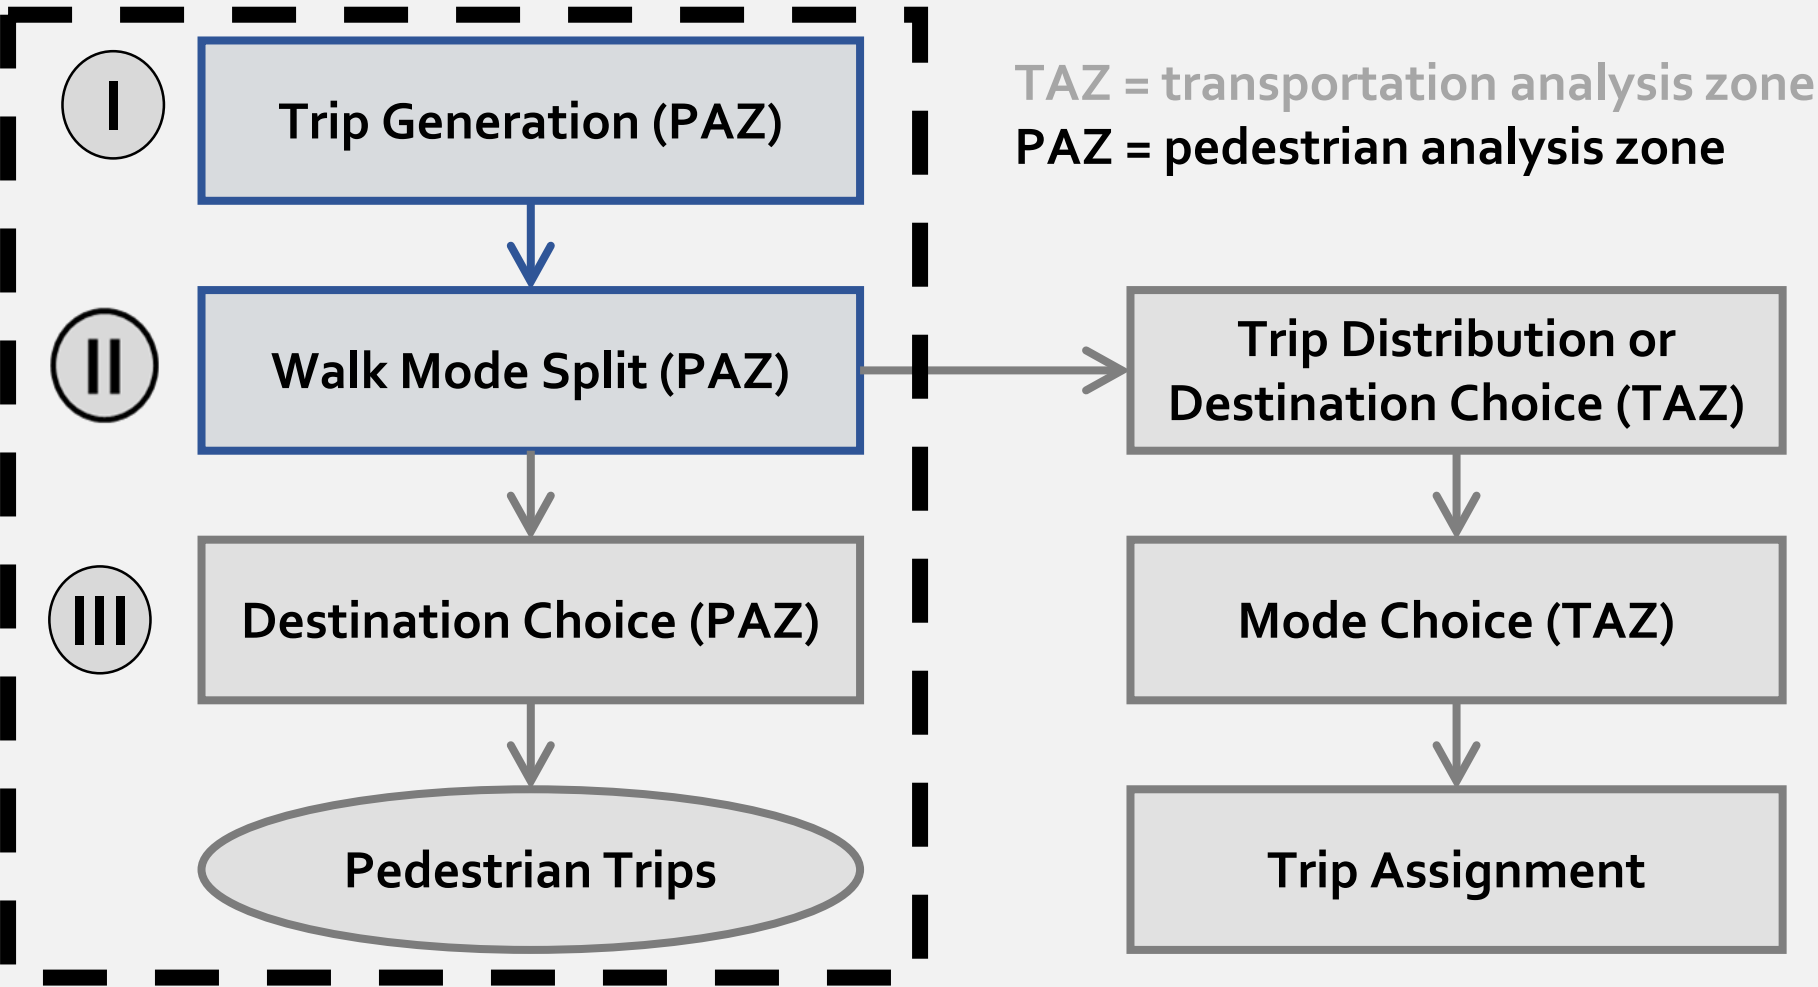 I
Trip Generation (PAZ)
TAZ = transportation analysis zone
PAZ = pedestrian analysis zone
II
Walk Mode Split (PAZ)
Trip Distribution or
Destination Choice (TAZ)
III
Destination Choice (PAZ)
Mode Choice (TAZ)
Pedestrian Trips
Trip Assignment